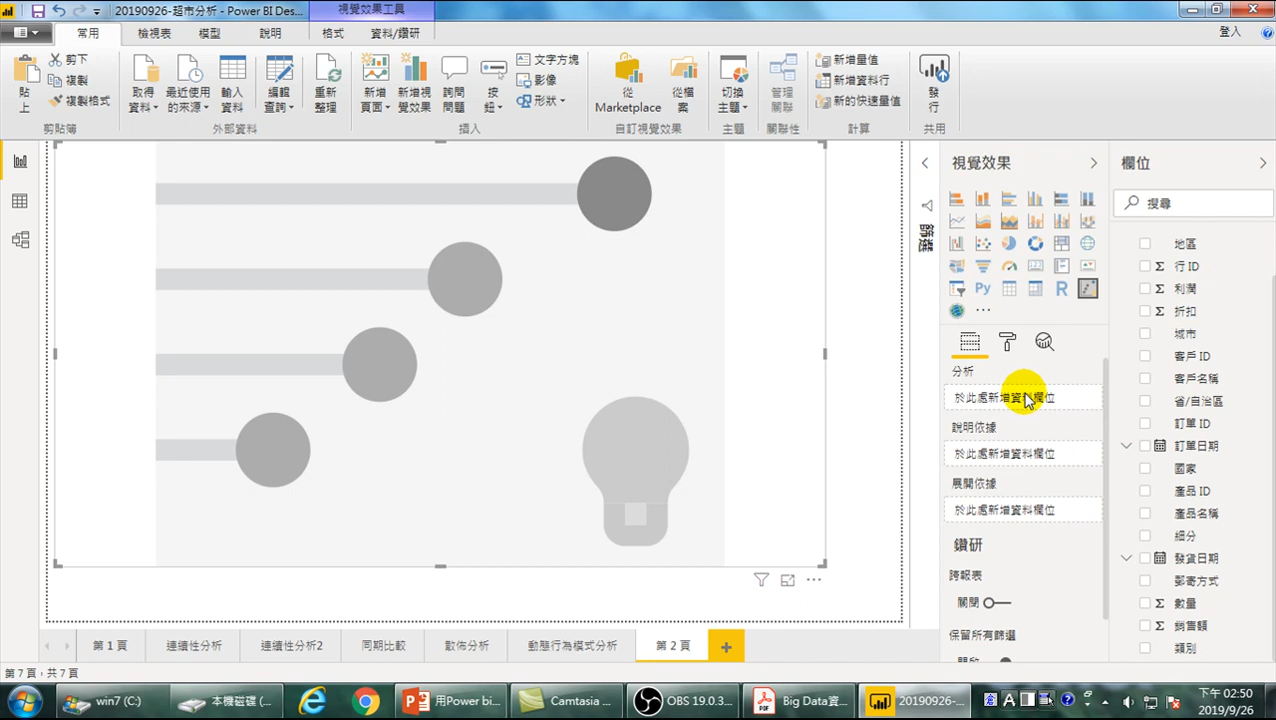 20190926-超市分析 - Power BI Des...
視覺效果工具
常用
檢視表
模型
說明
格式
資料/鑽研
登入
貼上
剪下
複製
複製格式
剪貼簿
取得資料
最近使用的來源
輸入資料
編輯查詢
重新整理
外部資料
新增頁面
新增視覺效果
詢問問題
按鈕
文字方塊
影像
形狀
插入
從 Marketplace
從檔案
自訂視覺效果
切換主題
主題
管理關聯
關聯性
新增量值
新增資料行
新的快速量值
計算
發行
共用
篩選
視覺效果
Py
R
分析
於此處新增資料欄位
說明依據
於此處新增資料欄位
展開依據
於此處新增資料欄位
鑽研
跨報表
關閉
保留所有篩選
欄位
搜尋
地區
行 ID
利潤
折扣
城市
客戶 ID
客戶名稱
省/自治區
訂單 ID
訂單日期
國家
產品 ID
產品名稱
細分
發貨日期
郵寄方式
數量
銷售額
類別
第 1 頁
連續性分析
連續性分析2
同期比較
散佈分析
動態行為模式分析
第 2 頁
第 7 頁，共 7 頁
win7 (C:)
本機磁碟 (...
用Power bi...
Camtasia ...
OBS 19.0.3...
Big Data資...
20190926-...
下午 02:50
2019/9/26